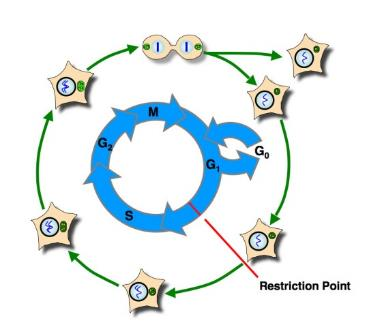 M
G₂
G₁
G₀
S
Restriction Point